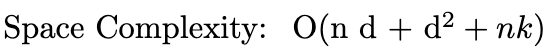 Space Complexity: O(n d + d² + nk)